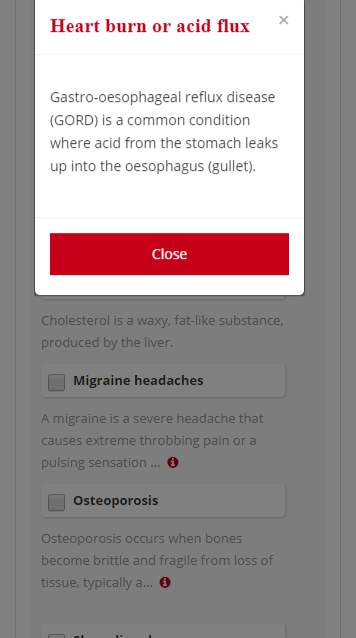 Heart burn or acid flux ×
Gastro-oesophageal reflux disease
(GORD) is a common condition
where acid from the stomach leaks
up into the oesophagus (gullet).
Close
Cholesterol is a waxy, fat-like substance,
produced by the liver.
Migraine headaches
A migraine is a severe headache that
causes extreme throbbing pain or a
pulsing sensation ...
Osteoporosis
Osteoporosis occurs when bones
become brittle and fragile from loss of
tissue, typically a...